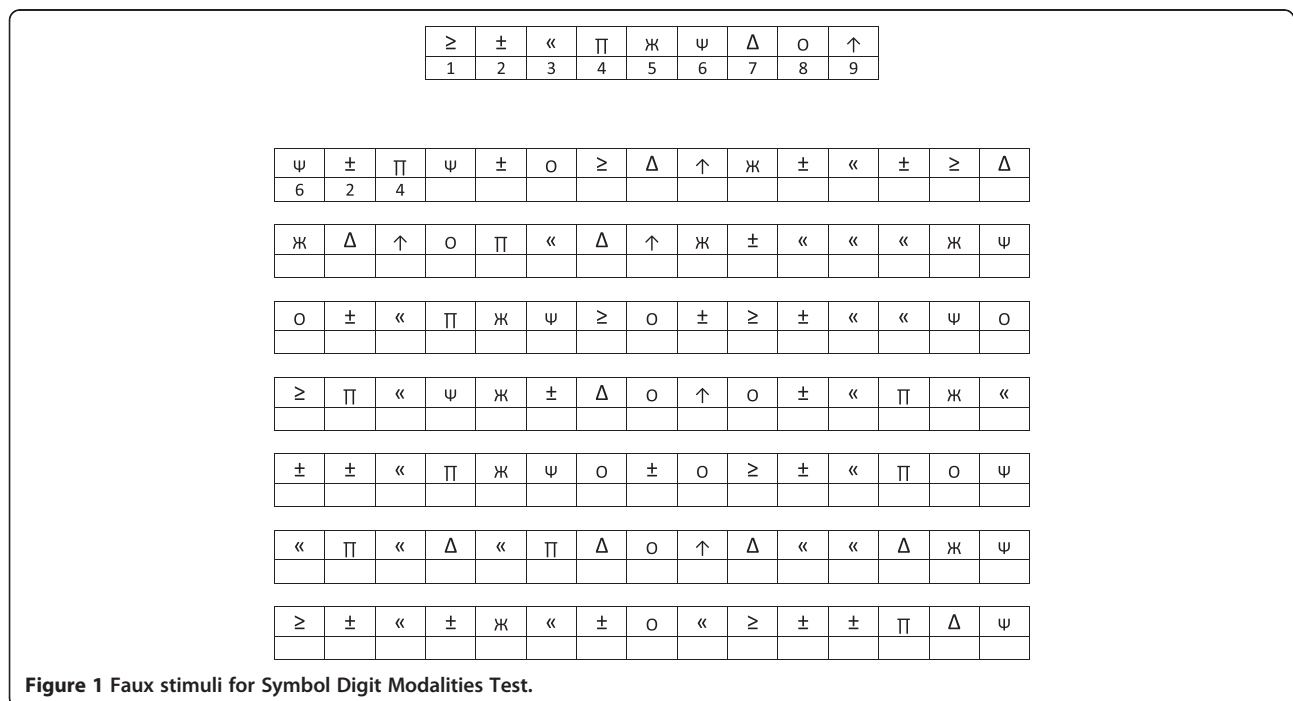 ≥ ± « ∏ ж ψ Δ о ↑
1 2 3 4 5 6 7 8 9
ψ ± ∏ ψ ± о ≥ Δ ↑ ж ± « ± ≥ Δ
6 2 4
ж Δ ↑ о ∏ « Δ ↑ ж ± « « « ж ψ
о ± « ∏ ж ψ ≥ о ± ≥ ± « « ψ о
≥ ∏ « ψ ж ± Δ о ↑ о ± « ∏ ж «
± ± « ∏ ж ψ о ± о ≥ ± « ∏ о ψ
« ∏ « Δ « ∏ Δ о ↑ Δ « « Δ ж ψ
≥ ± « ± ж « ± о « ≥ ± ± ∏ Δ ψ
Figure 1 Faux stimuli for Symbol Digit Modalities Test.